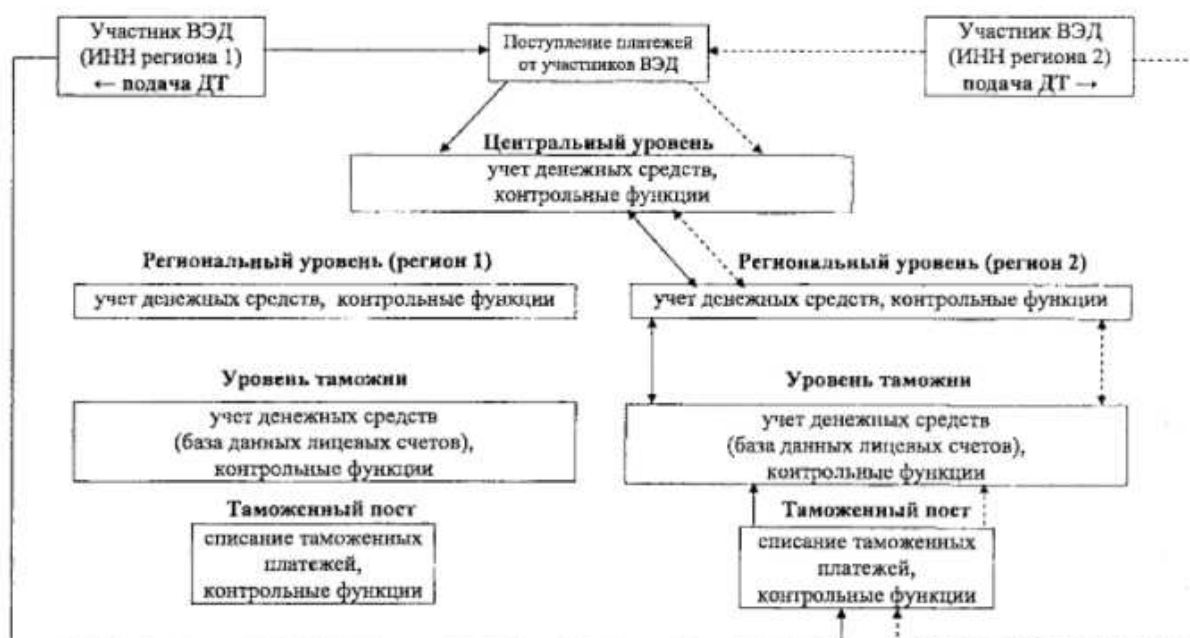 Участник ВЭД
(ИНН региона 1)
← подача ДТ
Поступление платежей
от участников ВЭД
Участник ВЭД
(ИНН региона 2)
подача ДТ →
Центральный уровень
учет денежных средств,
контрольные функции
Региональный уровень (регион 1)
учет денежных средств, контрольные функции
Региональный уровень (регион 2)
учет денежных средств, контрольные функции
Уровень таможни
учет денежных средств
(база данных лицевых счетов),
контрольные функции
Уровень таможни
учет денежных средств
(база данных лицевых счетов),
контрольные функции
Таможенный пост
списание таможенных
платежей,
контрольные функции
Таможенный пост
списание таможенных
платежей,
контрольные функции